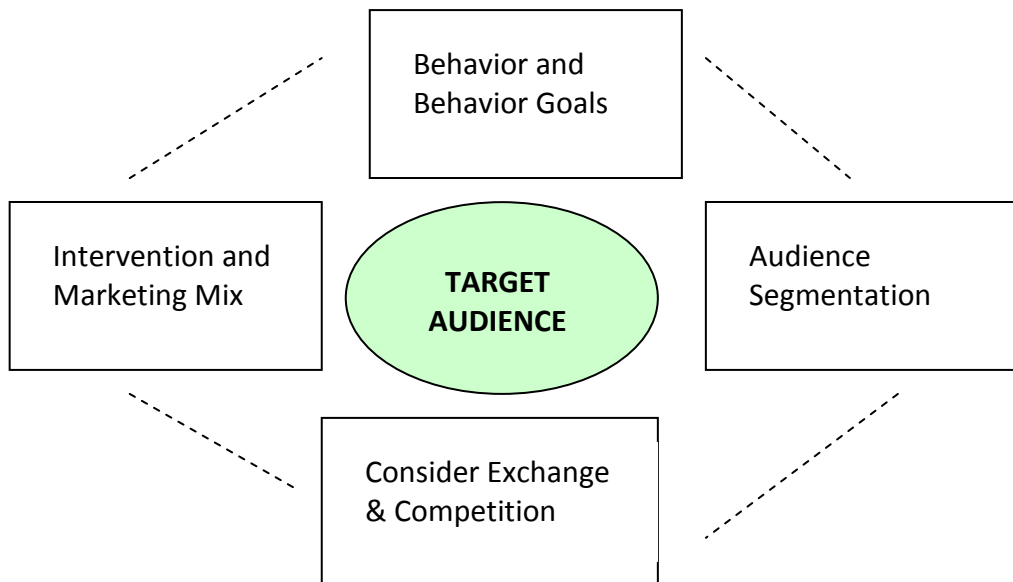 Behavior and
Behavior Goals
Intervention and
Marketing Mix
TARGET
AUDIENCE
Audience
Segmentation
Consider Exchange
& Competition